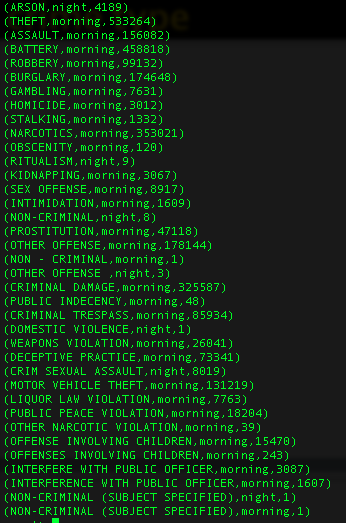 (ARSON,night,4189)
(THEFT,morning,533264)
(ASSAULT,morning,156082)
(BATTERY,morning,458818)
(ROBBERY,morning,99132)
(BURGLARY,morning,174648)
(GAMBLING,morning,7631)
(HOMICIDE,morning,3012)
(STALKING,morning,1332)
(NARCOTICS,morning,353021)
(OBSCENITY,morning,120)
(RITUALISM,night,9)
(KIDNAPPING,morning,3067)
(SEX OFFENSE,morning,8917)
(INTIMIDATION,morning,1609)
(NON-CRIMINAL,night,8)
(PROSTITUTION,morning,47118)
(OTHER OFFENSE,morning,178144)
(NON - CRIMINAL,morning,1)
(OTHER OFFENSE ,night,3)
(CRIMINAL DAMAGE,morning,325587)
(PUBLIC INDECENCY,morning,48)
(CRIMINAL TRESPASS,morning,85934)
(DOMESTIC VIOLENCE,night,1)
(WEAPONS VIOLATION,morning,26041)
(DECEPTIVE PRACTICE,morning,73341)
(CRIM SEXUAL ASSAULT,night,8019)
(MOTOR VEHICLE THEFT,morning,131219)
(LIQUOR LAW VIOLATION,morning,7763)
(PUBLIC PEACE VIOLATION,morning,18204)
(OTHER NARCOTIC VIOLATION,morning,39)
(OFFENSE INVOLVING CHILDREN,morning,15470)
(OFFENSES INVOLVING CHILDREN,morning,243)
(INTERFERE WITH PUBLIC OFFICER,morning,3087)
(INTERFERENCE WITH PUBLIC OFFICER,morning,1607)
(NON-CRIMINAL (SUBJECT SPECIFIED),night,1)
(NON-CRIMINAL (SUBJECT SPECIFIED),morning,1)